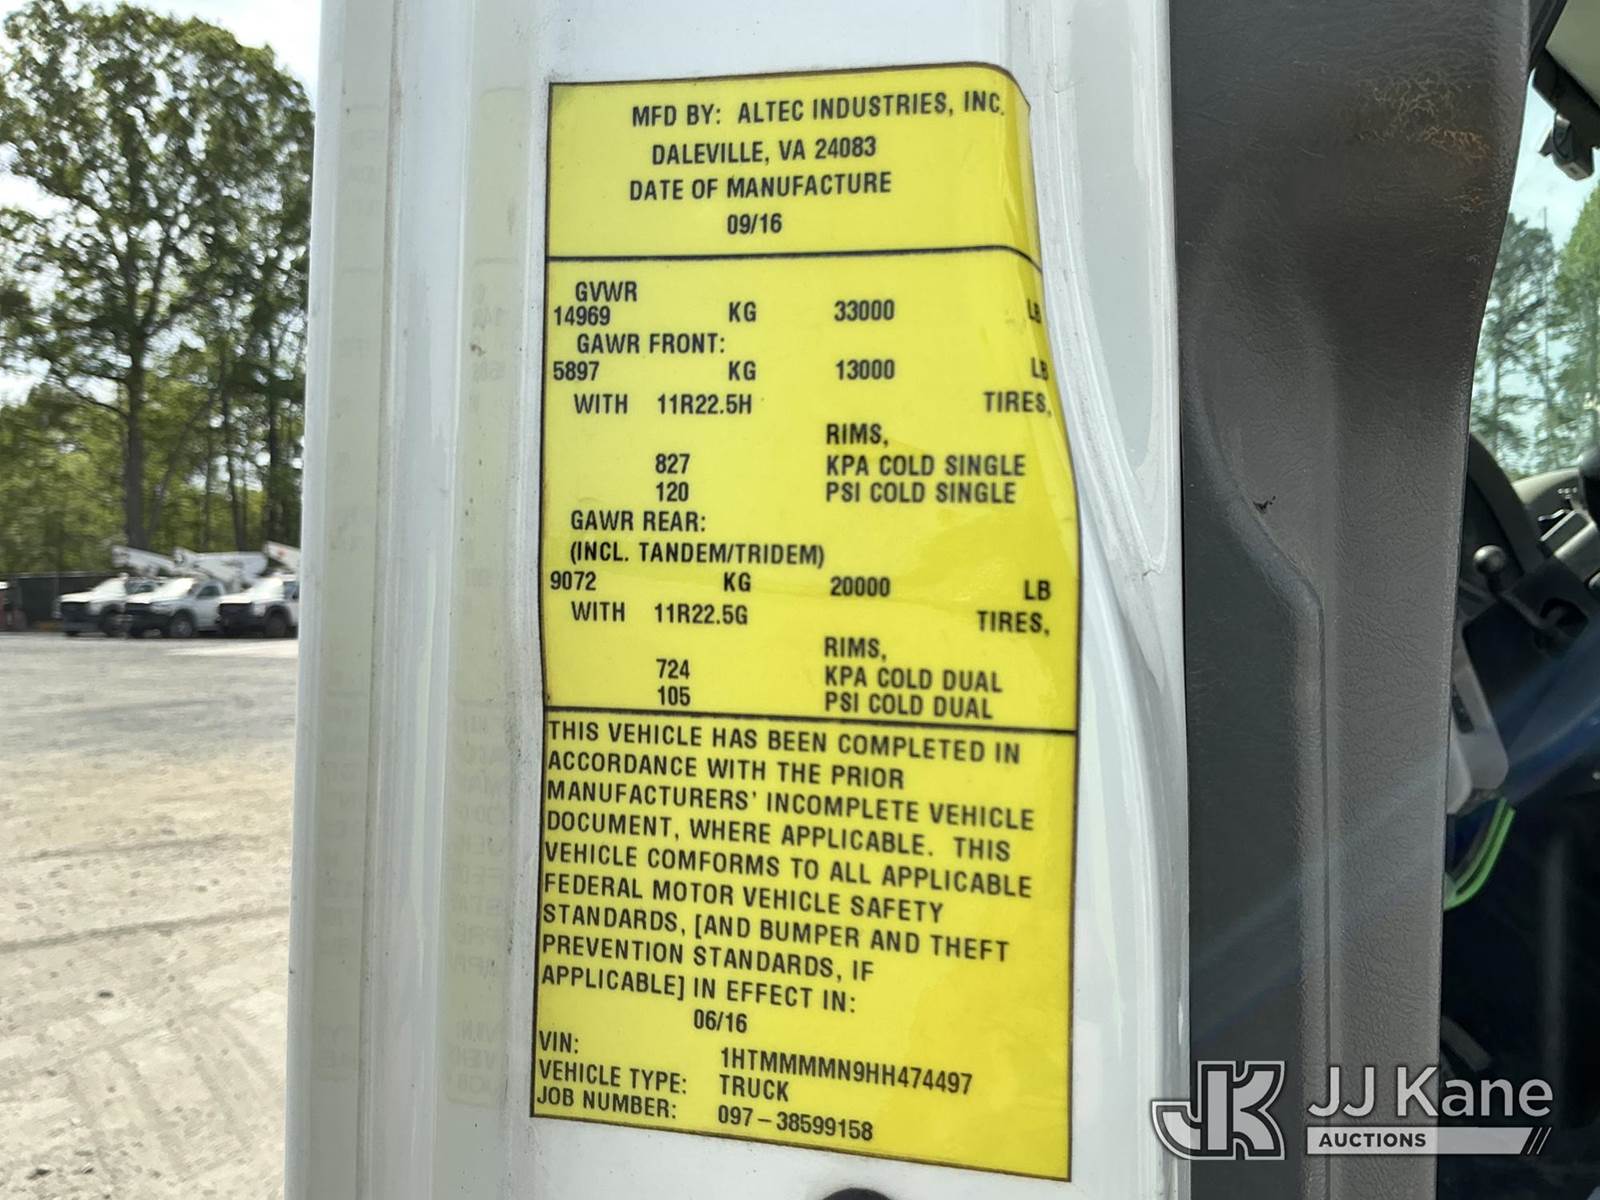 MFD BY: ALTEC INDUSTRIES, INC.
DALEVILLE, VA 24083
DATE OF MANUFACTURE
09/16
GVWR
14969 KG 33000 LB
GAWR FRONT:
5897 KG 13000 LB
WITH 11R22.5H TIRES,
RIMS,
827 KPA COLD SINGLE
120 PSI COLD SINGLE
GAWR REAR:
(INCL. TANDEM/TRIDEM)
9072 KG 20000 LB
WITH 11R22.5G TIRES,
RIMS,
724 KPA COLD DUAL
105 PSI COLD DUAL
THIS VEHICLE HAS BEEN COMPLETED IN
ACCORDANCE WITH THE PRIOR
MANUFACTURERS' INCOMPLETE VEHICLE
DOCUMENT, WHERE APPLICABLE. THIS
VEHICLE COMFORMS TO ALL APPLICABLE
FEDERAL MOTOR VEHICLE SAFETY
STANDARDS, [AND BUMPER AND THEFT
PREVENTION STANDARDS, IF
APPLICABLE] IN EFFECT IN:
06/16
VIN: 1HTMMMMN9HH474497
VEHICLE TYPE: TRUCK
JOB NUMBER: 097-38599158
JK JJ Kane
AUCTIONS